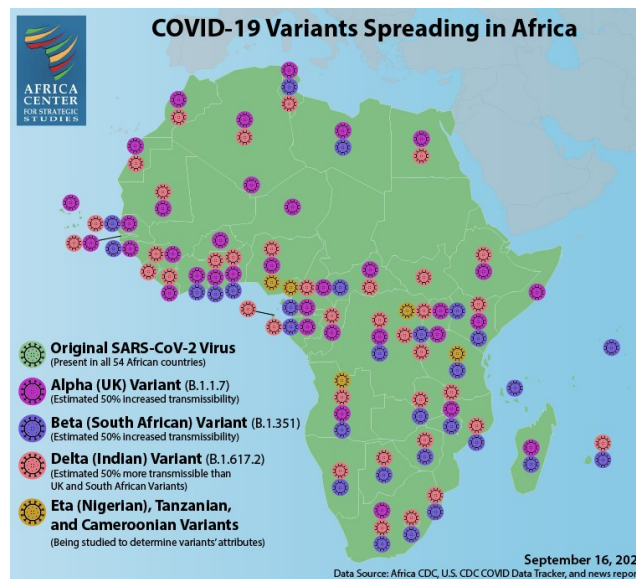 COVID-19 Variants Spreading in Africa
AFRICA
CENTER
FOR STRATEGIC
STUDIES
Original SARS-CoV-2 Virus
(Present in all 54 African countries)
Alpha (UK) Variant (B.1.1.7)
(Estimated 50% increased transmissibility)
Beta (South African) Variant (B.1.351)
(Estimated 50% increased transmissibility)
Delta (Indian) Variant (B.1.617.2)
(Estimated 50% more transmissible than
UK and South African Variants)
Eta (Nigerian), Tanzanian,
and Cameroonian Variants
(Being studied to determine variants' attributes)
September 16, 202
Data Source: Africa CDC, U.S. CDC COVID Data Tracker, and news repor